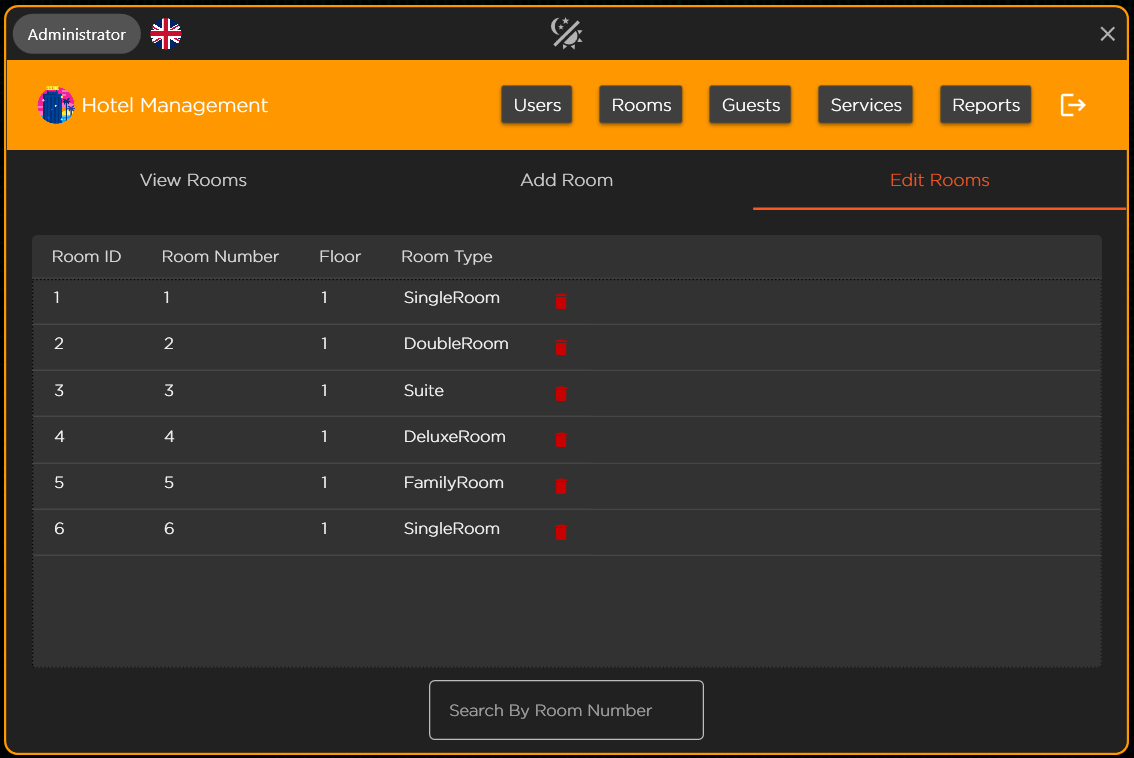 Administrator
Hotel Management
Users
Rooms
Guests
Services
Reports
View Rooms
Add Room
Edit Rooms
Room ID Room Number Floor Room Type
1 1 1 SingleRoom
2 2 1 DoubleRoom
3 3 1 Suite
4 4 1 DeluxeRoom
5 5 1 FamilyRoom
6 6 1 SingleRoom
Search By Room Number